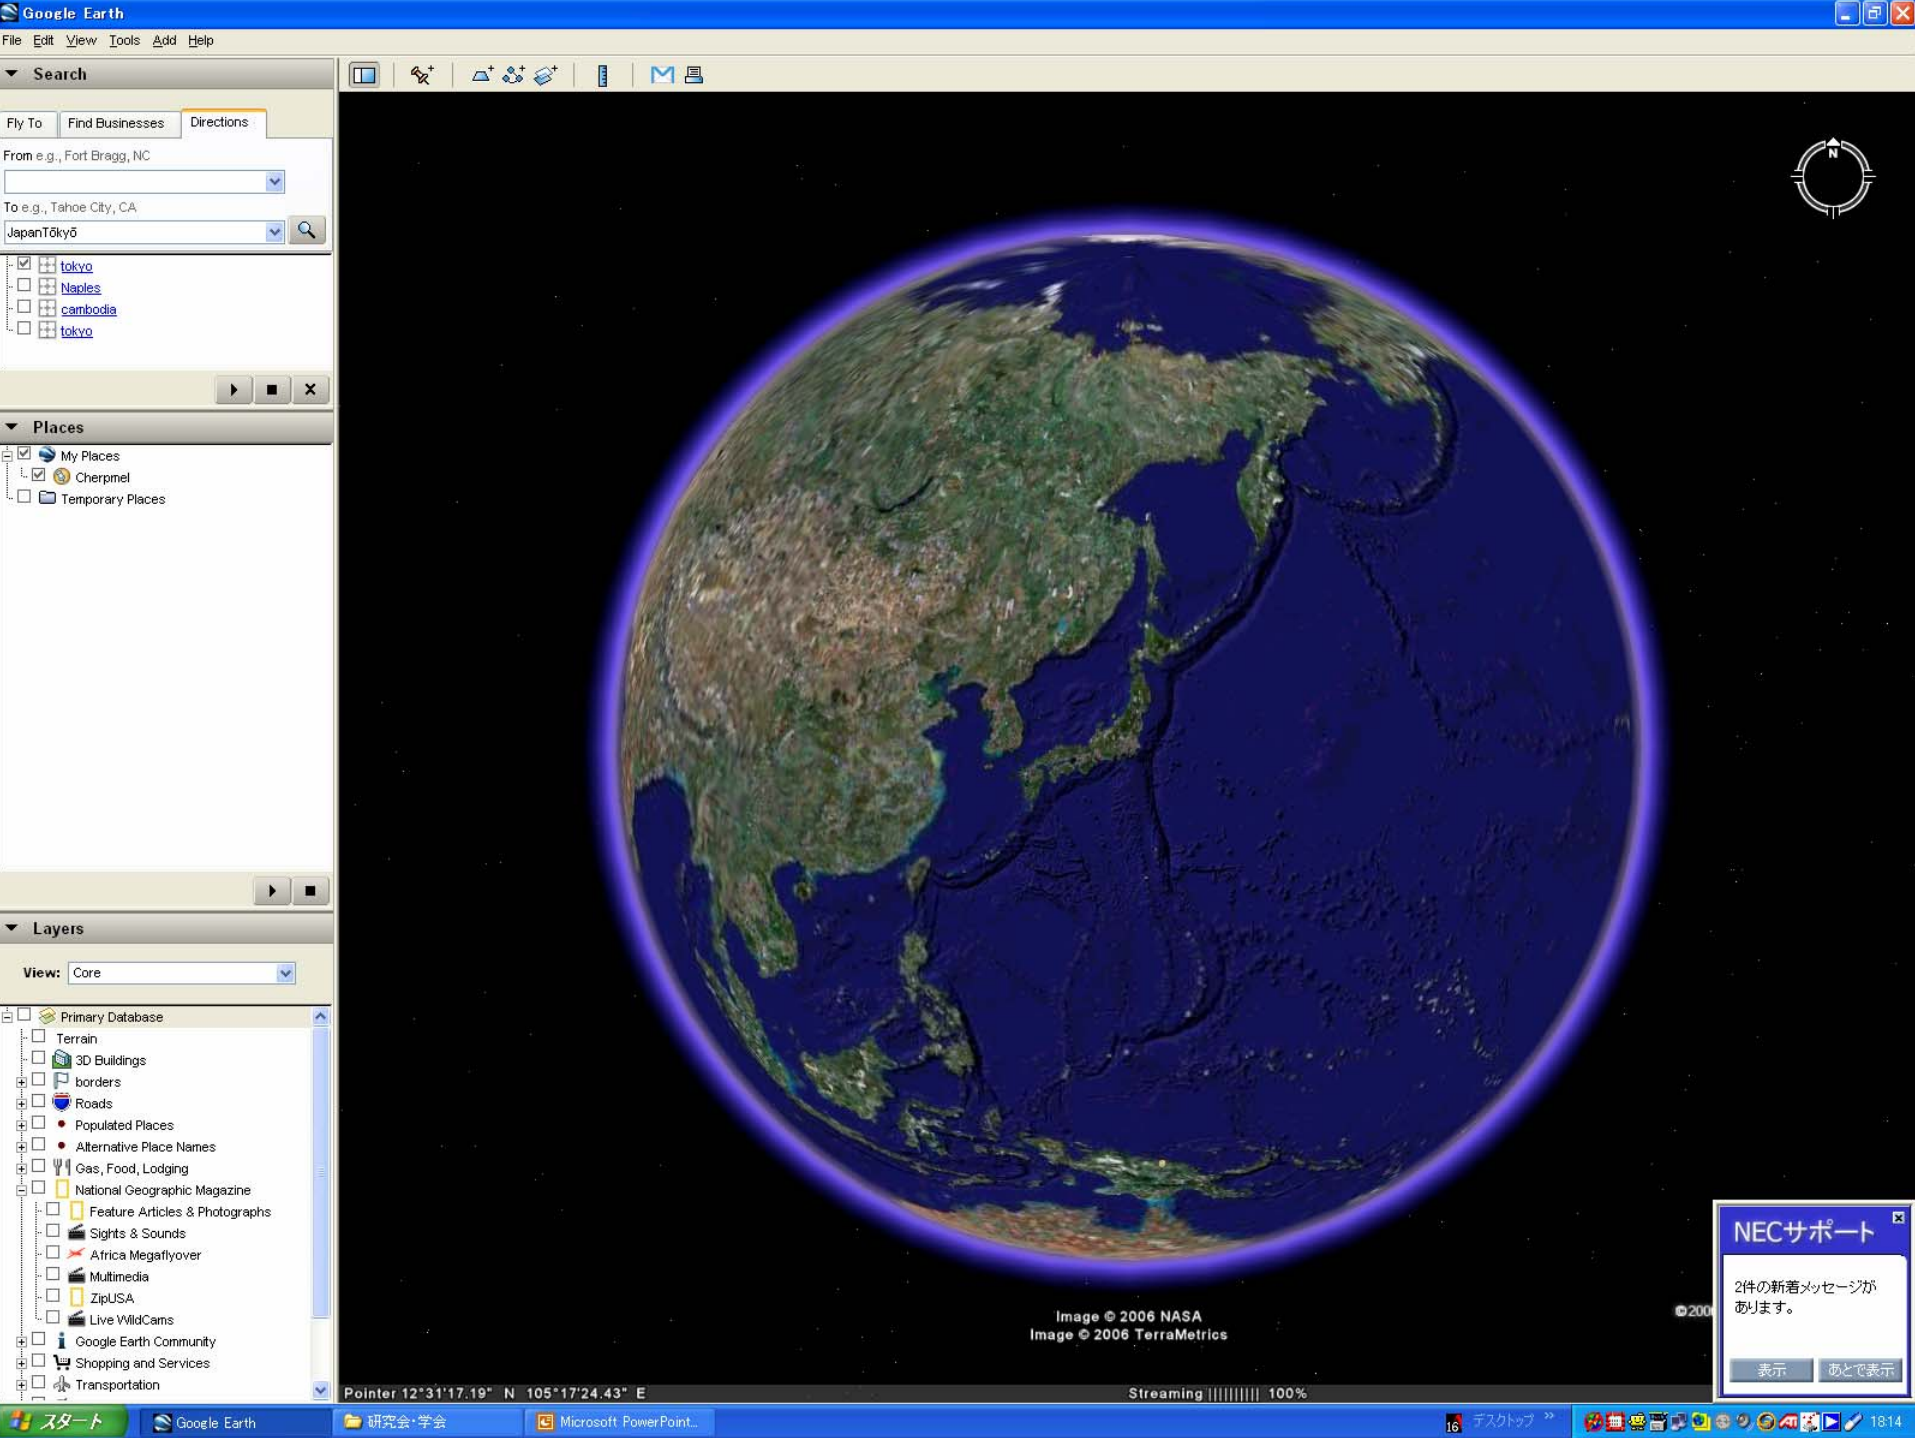 Google Earth
File Edit View Tools Add Help
Search
Fly To Find Businesses Directions
From e.g., Fort Bragg, NC
To e.g., Tahoe City, CA
JapanTōkyō
tokyo
Naples
cambodia
tokyo
Places
My Places
Cherpmel
Temporary Places
Layers
View: Core
Primary Database
Terrain
3D Buildings
borders
Roads
Populated Places
Alternative Place Names
Gas, Food, Lodging
National Geographic Magazine
Feature Articles & Photographs
Sights & Sounds
Africa Megaflyover
Multimedia
ZipUSA
Live WildCams
Google Earth Community
Shopping and Services
Transportation
N
Image © 2006 NASA
Image © 2006 TerraMetrics
©200
Pointer 12°31'17.19" N 105°17'24.43" E
Streaming |||||||||| 100%
NECサポート
2件の新着メッセージが
あります。
表示 あとで表示
スタート Google Earth 研究会・学会 Microsoft PowerPoint... 16 デスクトップ » 18:14